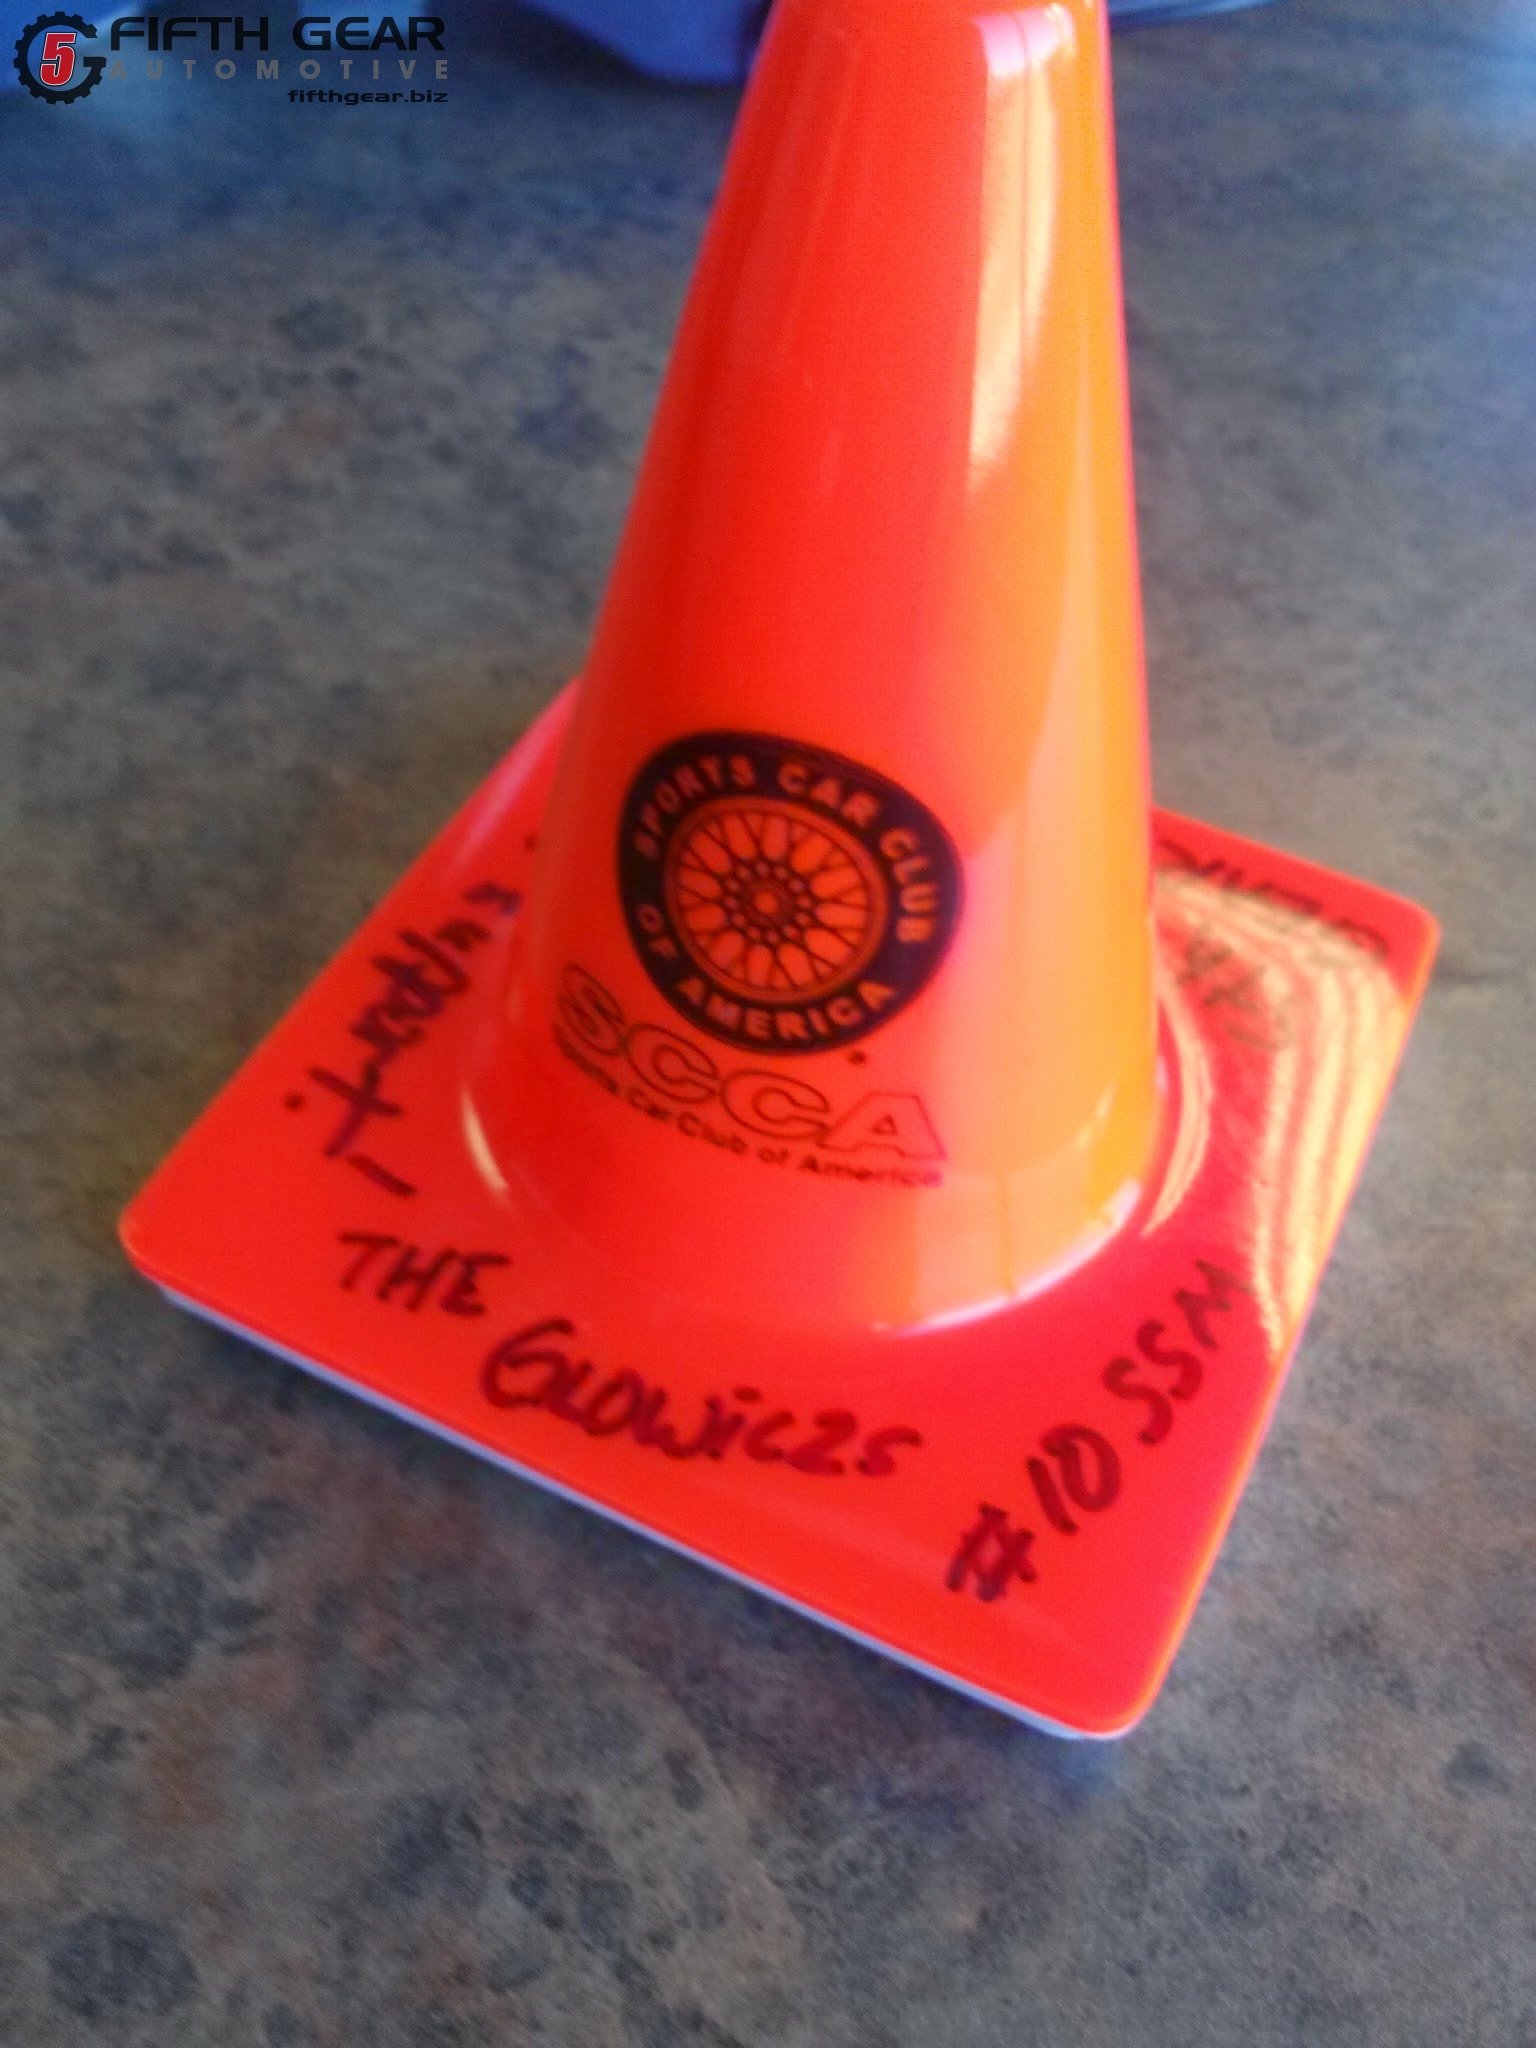 5G FIFTH GEAR
AUTOMOTIVE
fifthgear.biz
SPORTS CAR CLUB
OF AMERICA
SCCA
Sports Car Club of America
THE
GLOWICZS
#10 SSM